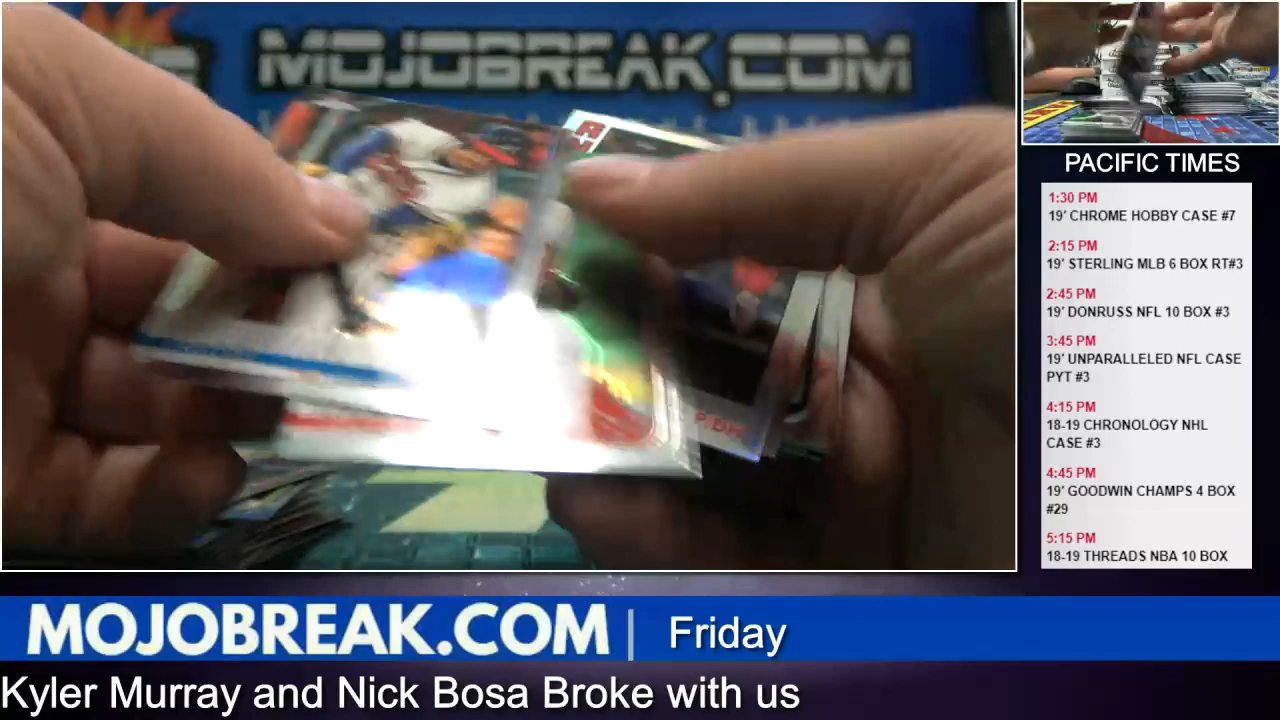 MOJOBREAK.COM
PACIFIC TIMES
1:30 PM
19' CHROME HOBBY CASE #7
2:15 PM
19' STERLING MLB 6 BOX RT#3
2:45 PM
19' DONRUSS NFL 10 BOX #3
3:45 PM
19' UNPARALLELED NFL CASE
PYT #3
4:15 PM
18-19 CHRONOLOGY NHL
CASE #3
4:45 PM
19' GOODWIN CHAMPS 4 BOX
#29
5:15 PM
18-19 THREADS NBA 10 BOX
MOJOBREAK.COM | Friday
Kyler Murray and Nick Bosa Broke with us